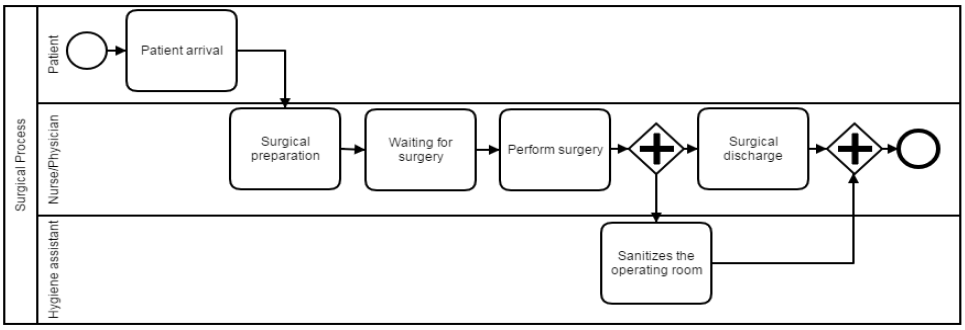 Surgical Process
Patient
Patient arrival
Nurse/Physician
Surgical
preparation
Waiting for
surgery
Perform surgery
Surgical
discharge
Hygiene assistant
Sanitizes the
operating room